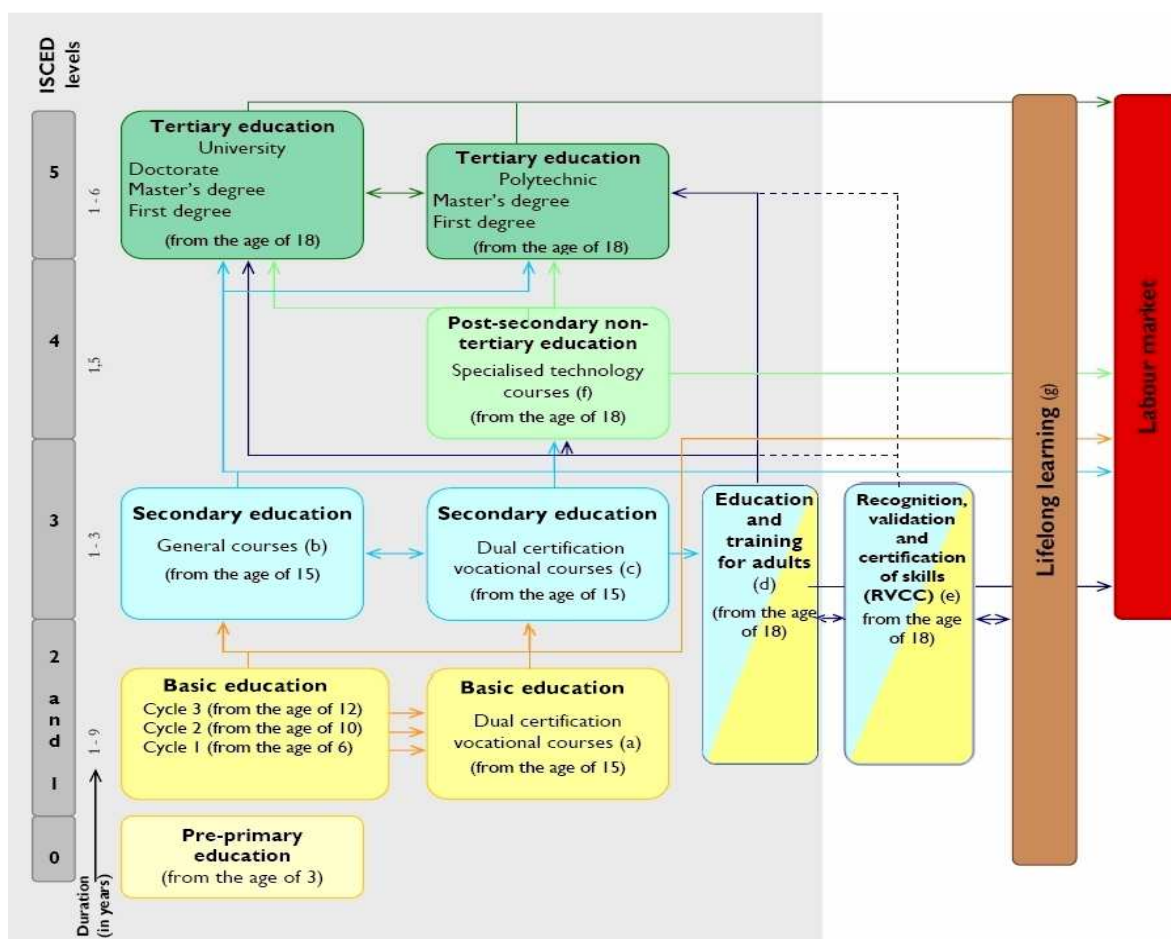 ISCED
levels
5
4
3
2
a
n
d
1
0
1 - 6
1,5
1 - 3
1 - 9
Duration
(in years)
Tertiary education
University
Doctorate
Master's degree
First degree
(from the age of 18)
Tertiary education
Polytechnic
Master's degree
First degree
(from the age of 18)
Post-secondary non-
tertiary education
Specialised technology
courses (f)
(from the age of 18)
Secondary education
General courses (b)
(from the age of 15)
Secondary education
Dual certification
vocational courses (c)
(from the age of 15)
Education
and
training
for adults
(d)
(from the age
of 18)
Recognition,
validation
and
certification
of skills
(RVCC) (e)
from the age
of 18)
Basic education
Cycle 3 (from the age of 12)
Cycle 2 (from the age of 10)
Cycle 1 (from the age of 6)
Basic education
Dual certification
vocational courses (a)
(from the age of 15)
Pre-primary
education
(from the age of 3)
Lifelong learning (g)
Labour market